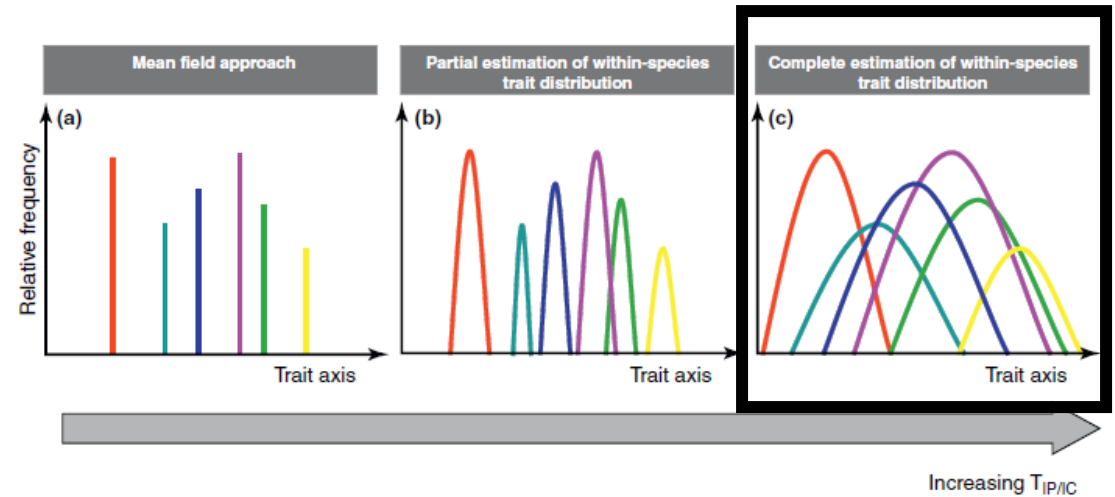 Mean field approach
Partial estimation of within-species
trait distribution
Complete estimation of within-species
trait distribution
(a)
(b)
(c)
Relative frequency
Trait axis
Trait axis
Trait axis
Increasing TIP/IC